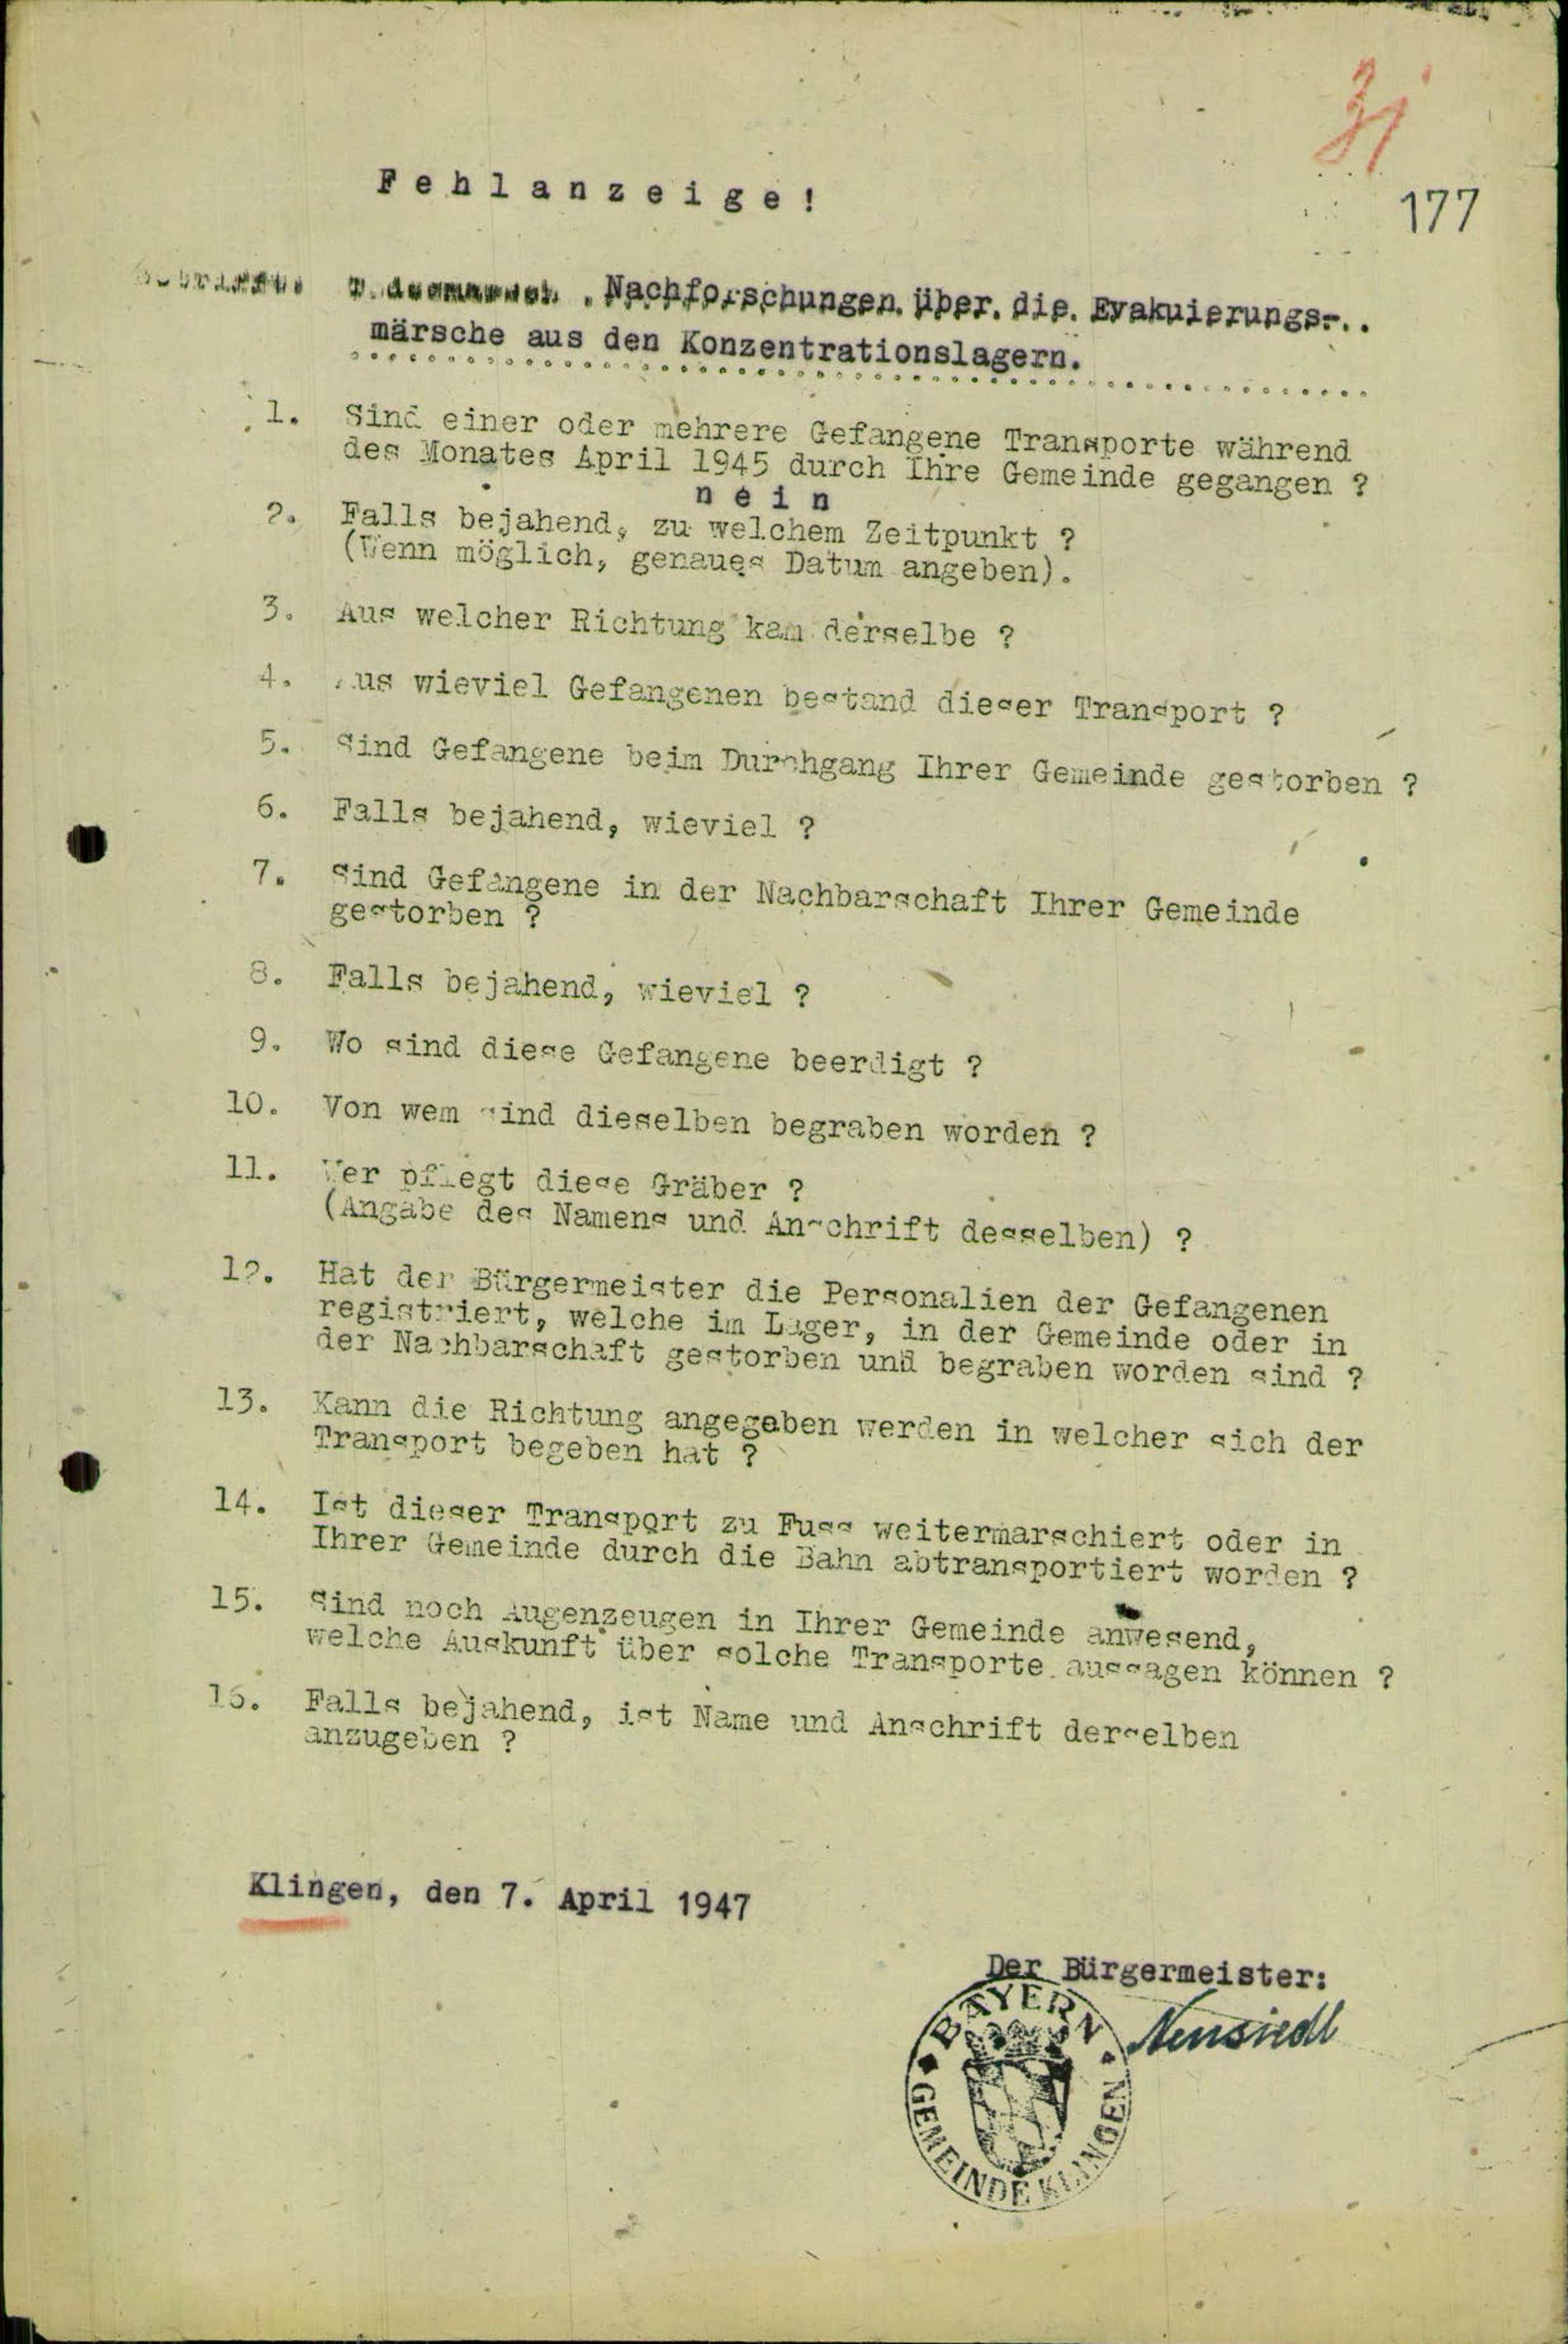 Fehlanzeige!
177
Nachforschungen über die Evakuierungs-
märsche aus den Konzentrationslagern.
1. Sind einer oder mehrere Gefangene Transporte während
des Monates April 1945 durch Ihre Gemeinde gegangen ?
nein
2. Falls bejahend, zu welchem Zeitpunkt ?
(Wenn möglich, genaues Datum angeben).
3. Aus welcher Richtung kam derselbe ?
4. Aus wieviel Gefangenen bestand dieser Transport ?
5. Sind Gefangene beim Durchgang Ihrer Gemeinde gestorben ?
6. Falls bejahend, wieviel ?
7. Sind Gefangene in der Nachbarschaft Ihrer Gemeinde
gestorben ?
8. Falls bejahend, wieviel ?
9. Wo sind diese Gefangene beerdigt ?
10. Von wem sind dieselben begraben worden ?
11. Wer pflegt diese Gräber ?
(Angabe des Namens und Anschrift desselben) ?
12. Hat der Bürgermeister die Personalien der Gefangenen
registriert, welche im Lager, in der Gemeinde oder in
der Nachbarschaft gestorben und begraben worden sind ?
13. Kann die Richtung angegeben werden in welcher sich der
Transport begeben hat ?
14. Ist dieser Transport zu Fuss weitermarschiert oder in
Ihrer Gemeinde durch die Bahn abtransportiert worden ?
15. Sind noch Augenzeugen in Ihrer Gemeinde anwesend,
welche Auskunft über solche Transporte aussagen können ?
16. Falls bejahend, ist Name und Anschrift derselben
anzugeben ?
Klingen, den 7. April 1947
Der Bürgermeister:
BAYERN
GEMEINDE KLINGEN
Neusiedl